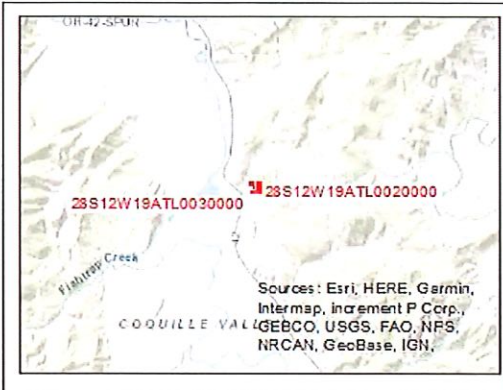 OR-42-SPUR
28S12W19ATL0020000
28S12W19ATL0030000
Fishtrap Creek
Sources: Esri, HERE, Garmin,
Intermap, increment P Corp.,
GEBCO, USGS, FAO, NPS,
NRCAN, GeoBase, IGN,
COQUILLE VALLEY